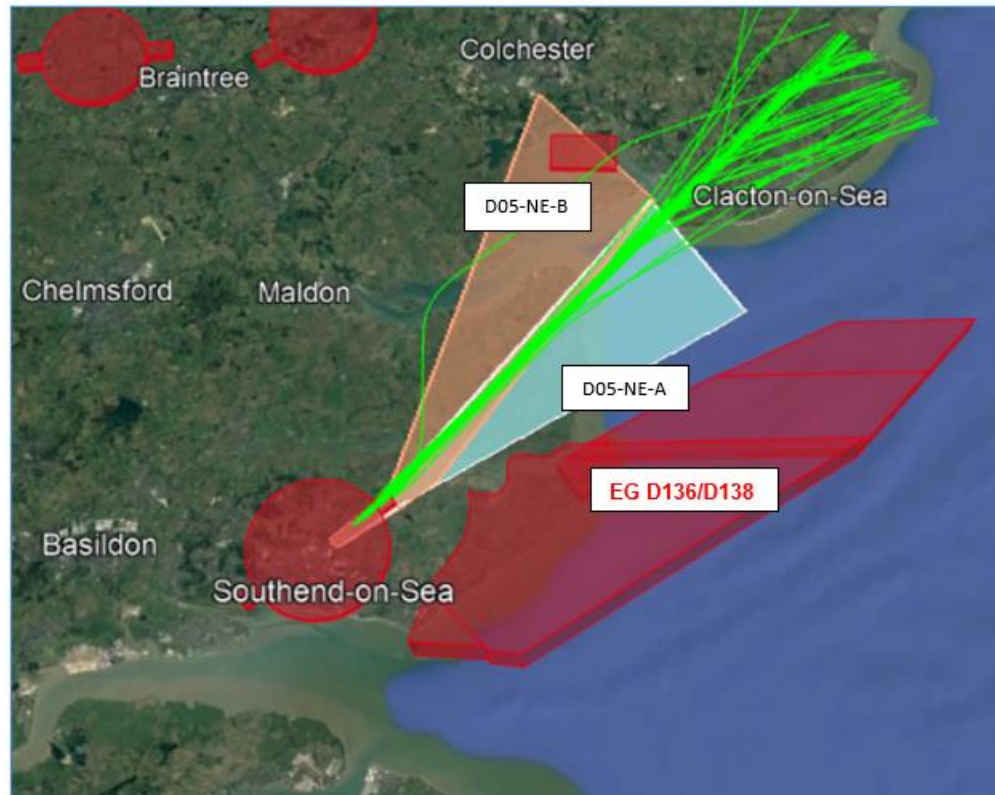 Colchester
Braintree
D05-NE-B
Clacton-on-Sea
Chelmsford
Maldon
D05-NE-A
EG D136/D138
Basildon
Southend-on-Sea